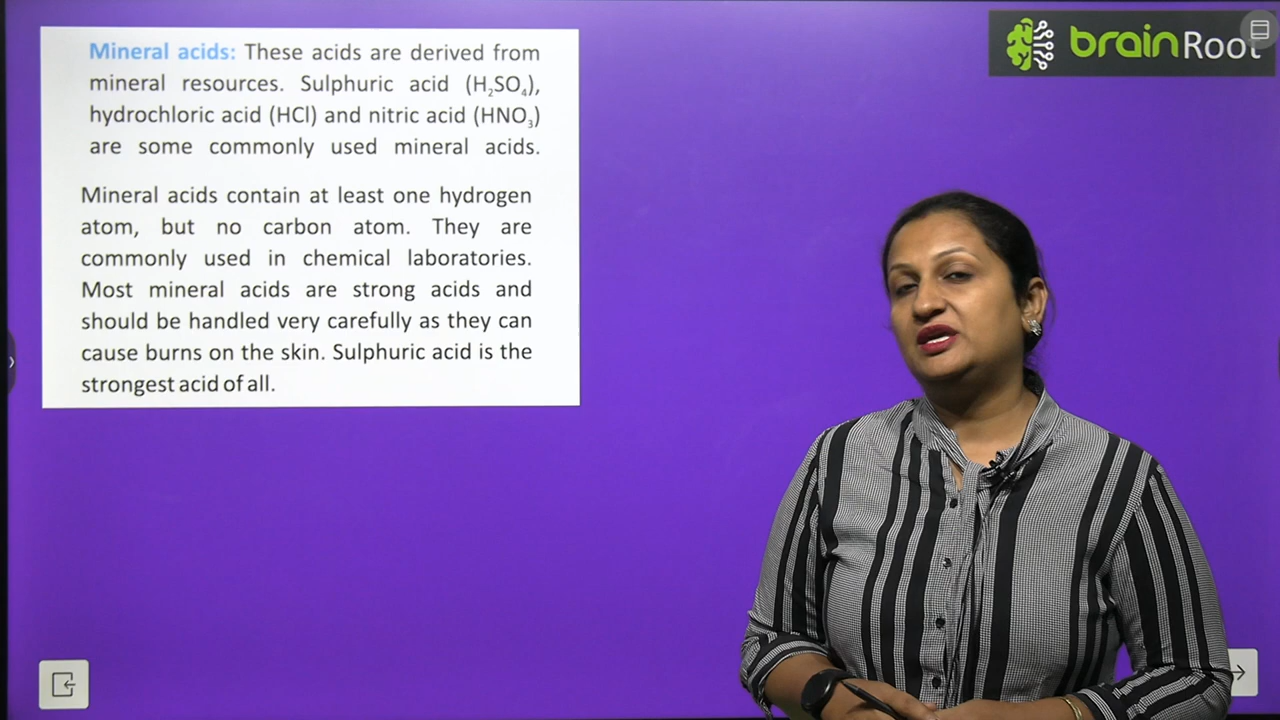 brainRoot
Mineral acids: These acids are derived from
mineral resources. Sulphuric acid (H₂SO₄),
hydrochloric acid (HCl) and nitric acid (HNO₃)
are some commonly used mineral acids.
Mineral acids contain at least one hydrogen
atom, but no carbon atom. They are
commonly used in chemical laboratories.
Most mineral acids are strong acids and
should be handled very carefully as they can
cause burns on the skin. Sulphuric acid is the
strongest acid of all.